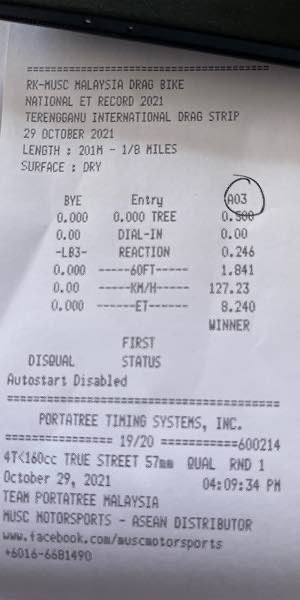 ==========================================
RK-MUSC MALAYSIA DRAG BIKE
NATIONAL ET RECORD 2021
TERENGGANU INTERNATIONAL DRAG STRIP
29 OCTOBER 2021
LENGTH : 201M - 1/8 MILES
SURFACE : DRY
BYE Entry A03
0.000 0.000 TREE 0.500
0.00 DIAL-IN 0.00
-LB3- REACTION 0.246
0.000 -----60FT------ 1.841
0.00 -----KM/H------ 127.23
0.000 ------ET------- 8.240
WINNER
FIRST
DISQUAL STATUS
Autostart Disabled
==========================================
PORTATREE TIMING SYSTEMS, INC.
================ 19/20 ===========600214
4T<160cc TRUE STREET 57mm QUAL RND 1
October 29, 2021 04:09:34 PM
TEAM PORTATREE MALAYSIA
MUSC MOTORSPORTS - ASEAN DISTRIBUTOR
www.facebook.com/muscmotorsports
+6016-6681490